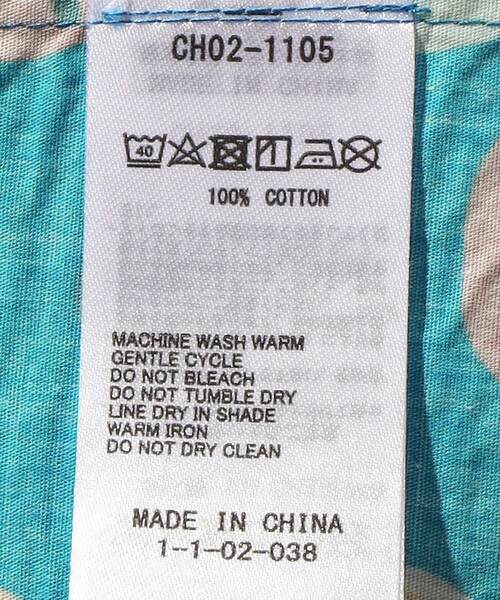 CH02-1105
40
100% COTTON
MACHINE WASH WARM
GENTLE CYCLE
DO NOT BLEACH
DO NOT TUMBLE DRY
LINE DRY IN SHADE
WARM IRON
DO NOT DRY CLEAN
MADE IN CHINA
1-1-02-038